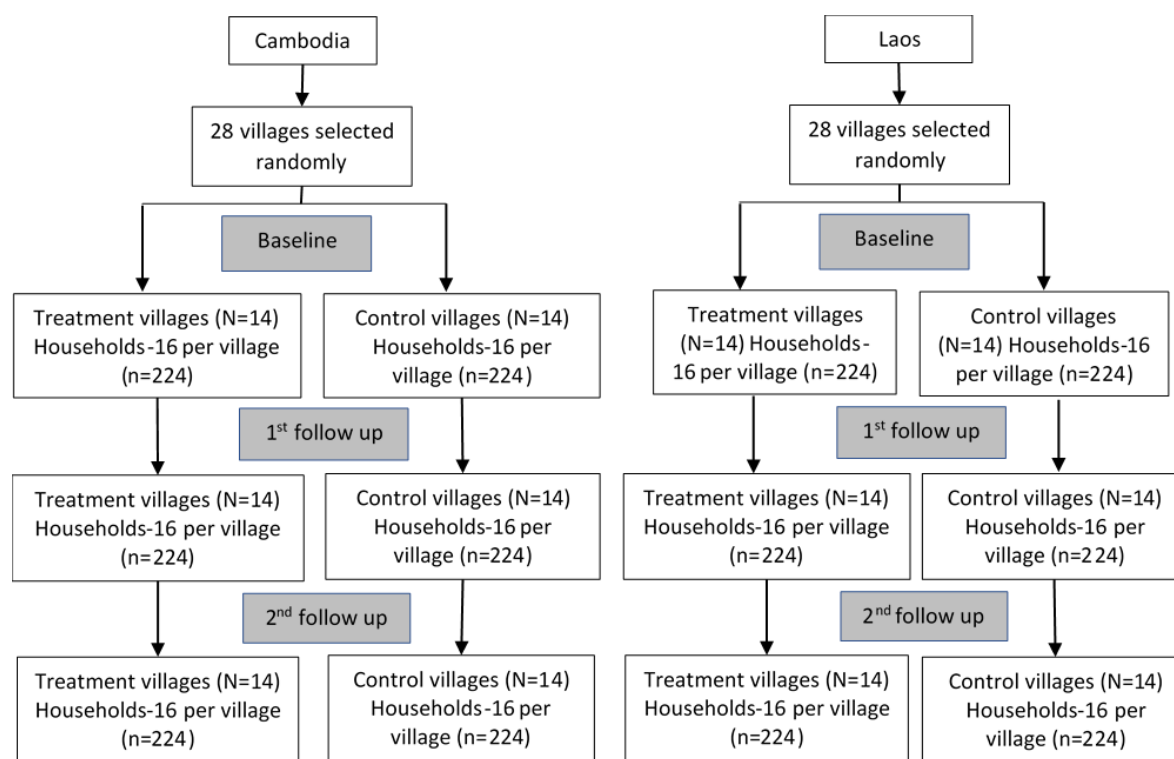 Cambodia
28 villages selected
randomly
Baseline
Treatment villages (N=14)
Households-16 per village
(n=224)
Control villages (N=14)
Households-16 per
village (n=224)
1st follow up
Treatment villages (N=14)
Households-16 per village
(n=224)
Control villages (N=14)
Households-16 per
village (n=224)
2nd follow up
Treatment villages (N=14)
Households-16 per village
(n=224)
Control villages (N=14)
Households-16 per
village (n=224)
Laos
28 villages selected
randomly
Baseline
Treatment villages
(N=14) Households-
16 per village (n=224)
Control villages
(N=14) Households-16
per village (n=224)
1st follow up
Treatment villages (N=14)
Households-16 per village
(n=224)
Control villages (N=14)
Households-16 per
village (n=224)
2nd follow up
Treatment villages (N=14)
Households-16 per village
(n=224)
Control villages (N=14)
Households-16 per
village (n=224)